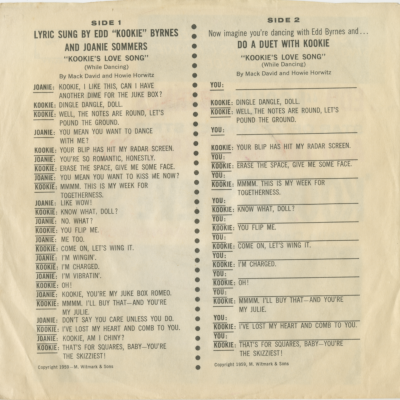 SIDE 1
LYRIC SUNG BY EDD "KOOKIE" BYRNES
AND JOANIE SOMMERS
"KOOKIE'S LOVE SONG"
(While Dancing)
By Mack David and Howie Horwitz
JOANIE: KOOKIE, I LIKE THIS, CAN I HAVE
ANOTHER DIME FOR THE JUKE BOX?
KOOKIE: DINGLE DANGLE, DOLL.
KOOKIE: WELL, THE NOTES ARE ROUND, LET'S
POUND THE GROUND.
JOANIE: YOU MEAN YOU WANT TO DANCE
WITH ME?
KOOKIE: YOUR BLIP HAS HIT MY RADAR SCREEN.
JOANIE: YOU'RE SO ROMANTIC, HONESTLY.
KOOKIE: ERASE THE SPACE, GIVE ME SOME FACE.
JOANIE: YOU MEAN YOU WANT TO KISS ME NOW?
KOOKIE: MMMM. THIS IS MY WEEK FOR
TOGETHERNESS.
JOANIE: LIKE WOW!
KOOKIE: KNOW WHAT, DOLL?
JOANIE: NO. WHAT?
KOOKIE: YOU FLIP ME.
JOANIE: ME TOO.
KOOKIE: COME ON, LET'S WING IT.
JOANIE: I'M WINGIN'.
KOOKIE: I'M CHARGED.
JOANIE: I'M VIBRATIN'.
KOOKIE: OH!
JOANIE: KOOKIE, YOU'RE MY JUKE BOX ROMEO.
KOOKIE: MMMM. I'LL BUY THAT—AND YOU'RE
MY JULIE.
JOANIE: DON'T SAY YOU CARE UNLESS YOU DO.
KOOKIE: I'VE LOST MY HEART AND COMB TO YOU.
JOANIE: KOOKIE, AM I CHINY?
KOOKIE: THAT'S FOR SQUARES, BABY—YOU'RE
THE SKIZZIEST!
Copyright 1959 - M. Witmark & Sons
SIDE 2
Now imagine you're dancing with Edd Byrnes and...
DO A DUET WITH KOOKIE
"KOOKIE'S LOVE SONG"
(While Dancing)
By Mack David and Howie Horwitz
YOU:
KOOKIE: DINGLE DANGLE, DOLL.
KOOKIE: WELL, THE NOTES ARE ROUND, LET'S
POUND THE GROUND.
YOU:
KOOKIE: YOUR BLIP HAS HIT MY RADAR SCREEN.
YOU:
KOOKIE: ERASE THE SPACE, GIVE ME SOME FACE.
YOU:
KOOKIE: MMMM. THIS IS MY WEEK FOR
TOGETHERNESS.
YOU:
KOOKIE: KNOW WHAT, DOLL?
YOU:
KOOKIE: YOU FLIP ME.
YOU:
KOOKIE: COME ON, LET'S WING IT.
YOU:
KOOKIE: I'M CHARGED.
YOU:
KOOKIE: OH!
YOU:
KOOKIE: MMMM. I'LL BUY THAT—AND YOU'RE
MY JULIE.
YOU:
KOOKIE: I'VE LOST MY HEART AND COMB TO YOU.
YOU:
KOOKIE: THAT'S FOR SQUARES, BABY—YOU'RE
THE SKIZZIEST!
Copyright 1959, M. Witmark & Sons